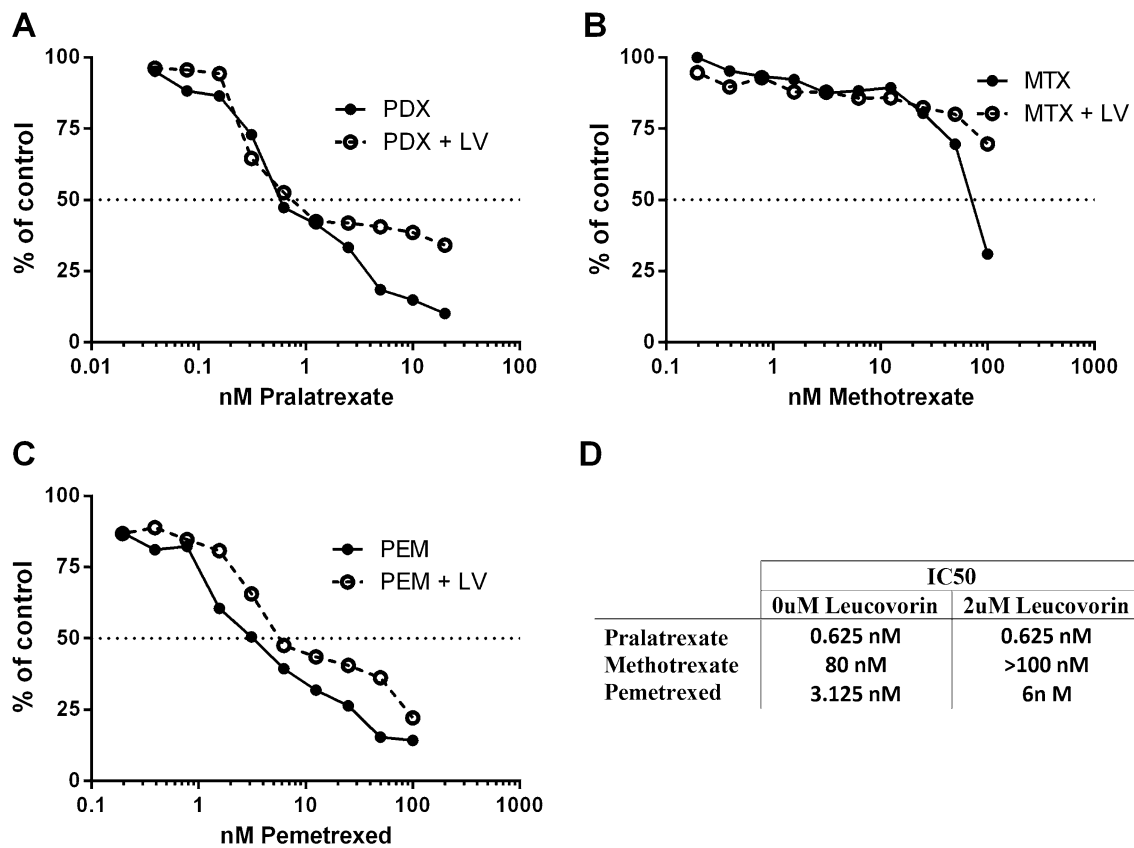 A
% of control
100
75
50
25
0
PDX
PDX + LV
0.01
0.1
1
10
100
nM Pralatrexate
B
% of control
100
75
50
25
0
MTX
MTX + LV
0.1
1
10
100
1000
nM Methotrexate
C
% of control
100
75
50
25
0
PEM
PEM + LV
0.1
1
10
100
1000
nM Pemetrexed
D
IC50
0uM Leucovorin 2uM Leucovorin
Pralatrexate 0.625 nM 0.625 nM
Methotrexate 80 nM >100 nM
Pemetrexed 3.125 nM 6n M